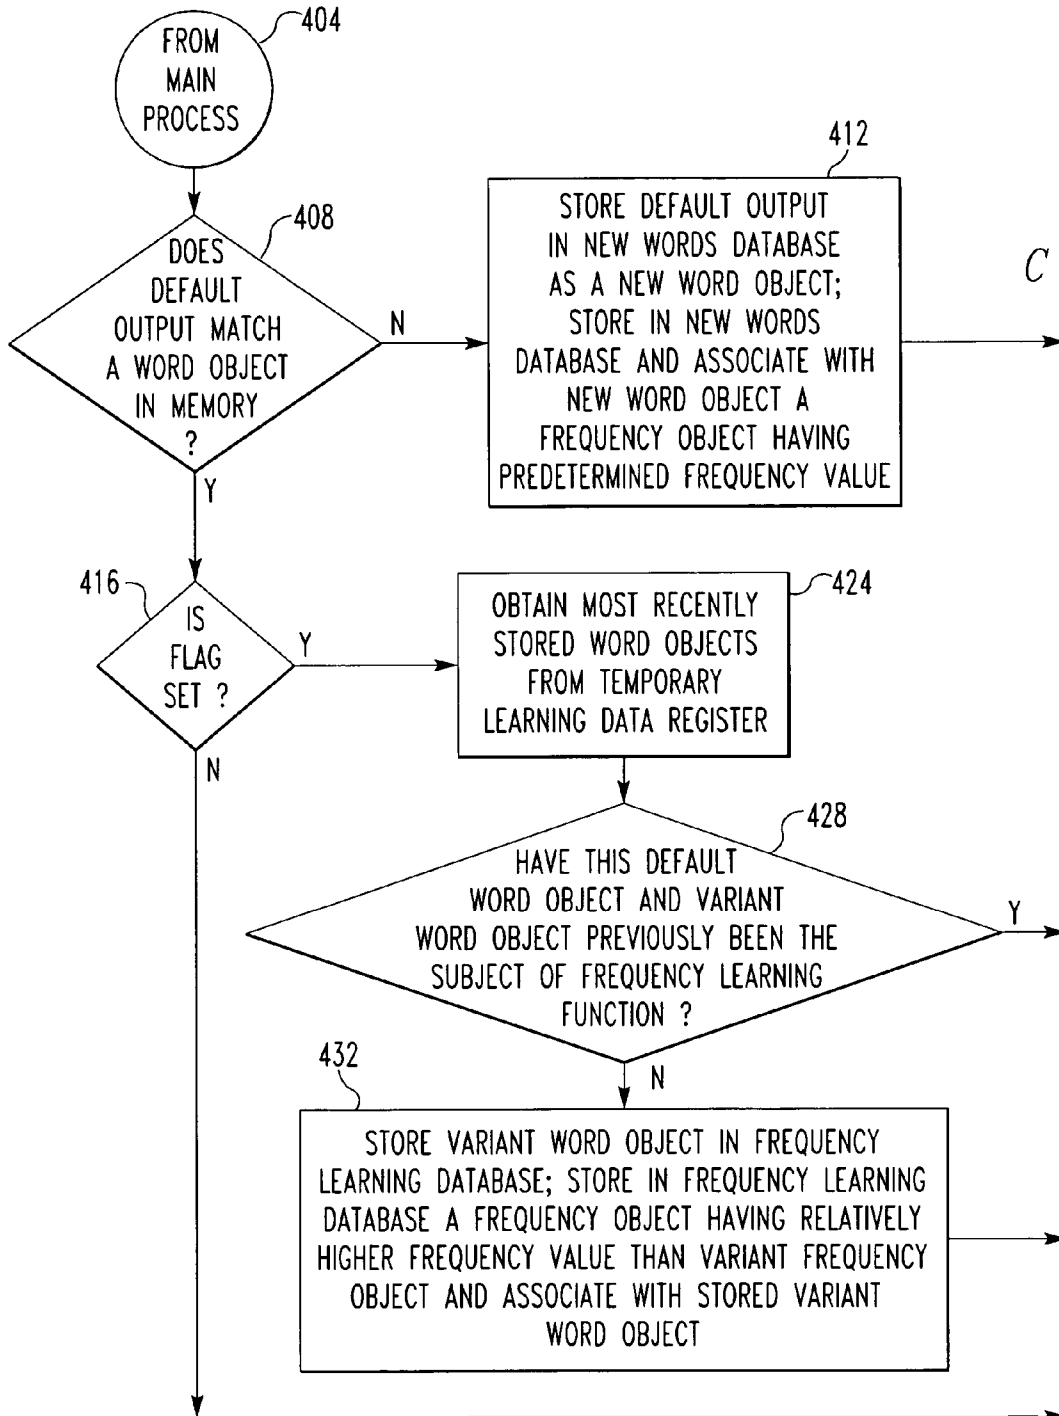 FROM
MAIN
PROCESS
404
DOES
DEFAULT
OUTPUT MATCH
A WORD OBJECT
IN MEMORY
?
408
N
Y
412
STORE DEFAULT OUTPUT
IN NEW WORDS DATABASE
AS A NEW WORD OBJECT;
STORE IN NEW WORDS
DATABASE AND ASSOCIATE WITH
NEW WORD OBJECT A
FREQUENCY OBJECT HAVING
PREDETERMINED FREQUENCY VALUE
C
416
IS
FLAG
SET ?
Y
N
424
OBTAIN MOST RECENTLY
STORED WORD OBJECTS
FROM TEMPORARY
LEARNING DATA REGISTER
428
HAVE THIS DEFAULT
WORD OBJECT AND VARIANT
WORD OBJECT PREVIOUSLY BEEN THE
SUBJECT OF FREQUENCY LEARNING
FUNCTION ?
Y
N
432
STORE VARIANT WORD OBJECT IN FREQUENCY
LEARNING DATABASE; STORE IN FREQUENCY LEARNING
DATABASE A FREQUENCY OBJECT HAVING RELATIVELY
HIGHER FREQUENCY VALUE THAN VARIANT FREQUENCY
OBJECT AND ASSOCIATE WITH STORED VARIANT
WORD OBJECT